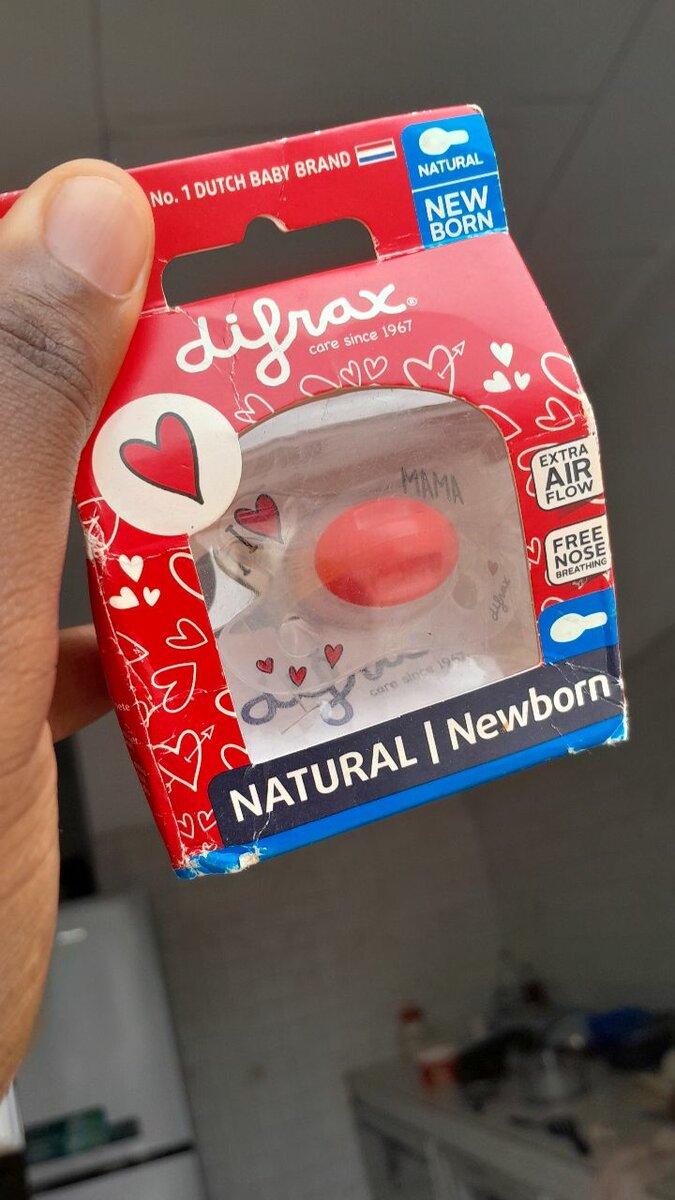 No. 1 DUTCH BABY BRAND
NATURAL
NEW
BORN
difrax®
care since 1967
EXTRA
AIR
FLOW
FREE
NOSE
BREATHING
MAMA
I
difrax
care since 1967
NATURAL | Newborn